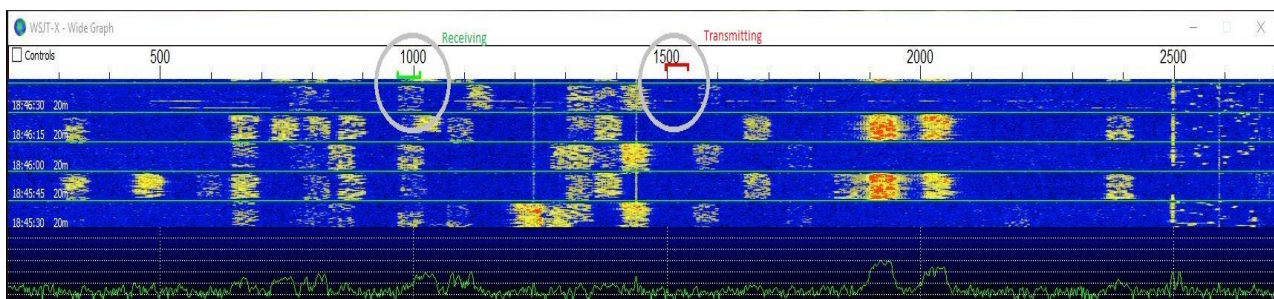 WSJT-X - Wide Graph
Receiving
Transmitting
Controls
500 1000 1500 2000 2500
18:46:30 20m
18:46:15 20m
18:46:00 20m
18:45:45 20m
18:45:30 20m